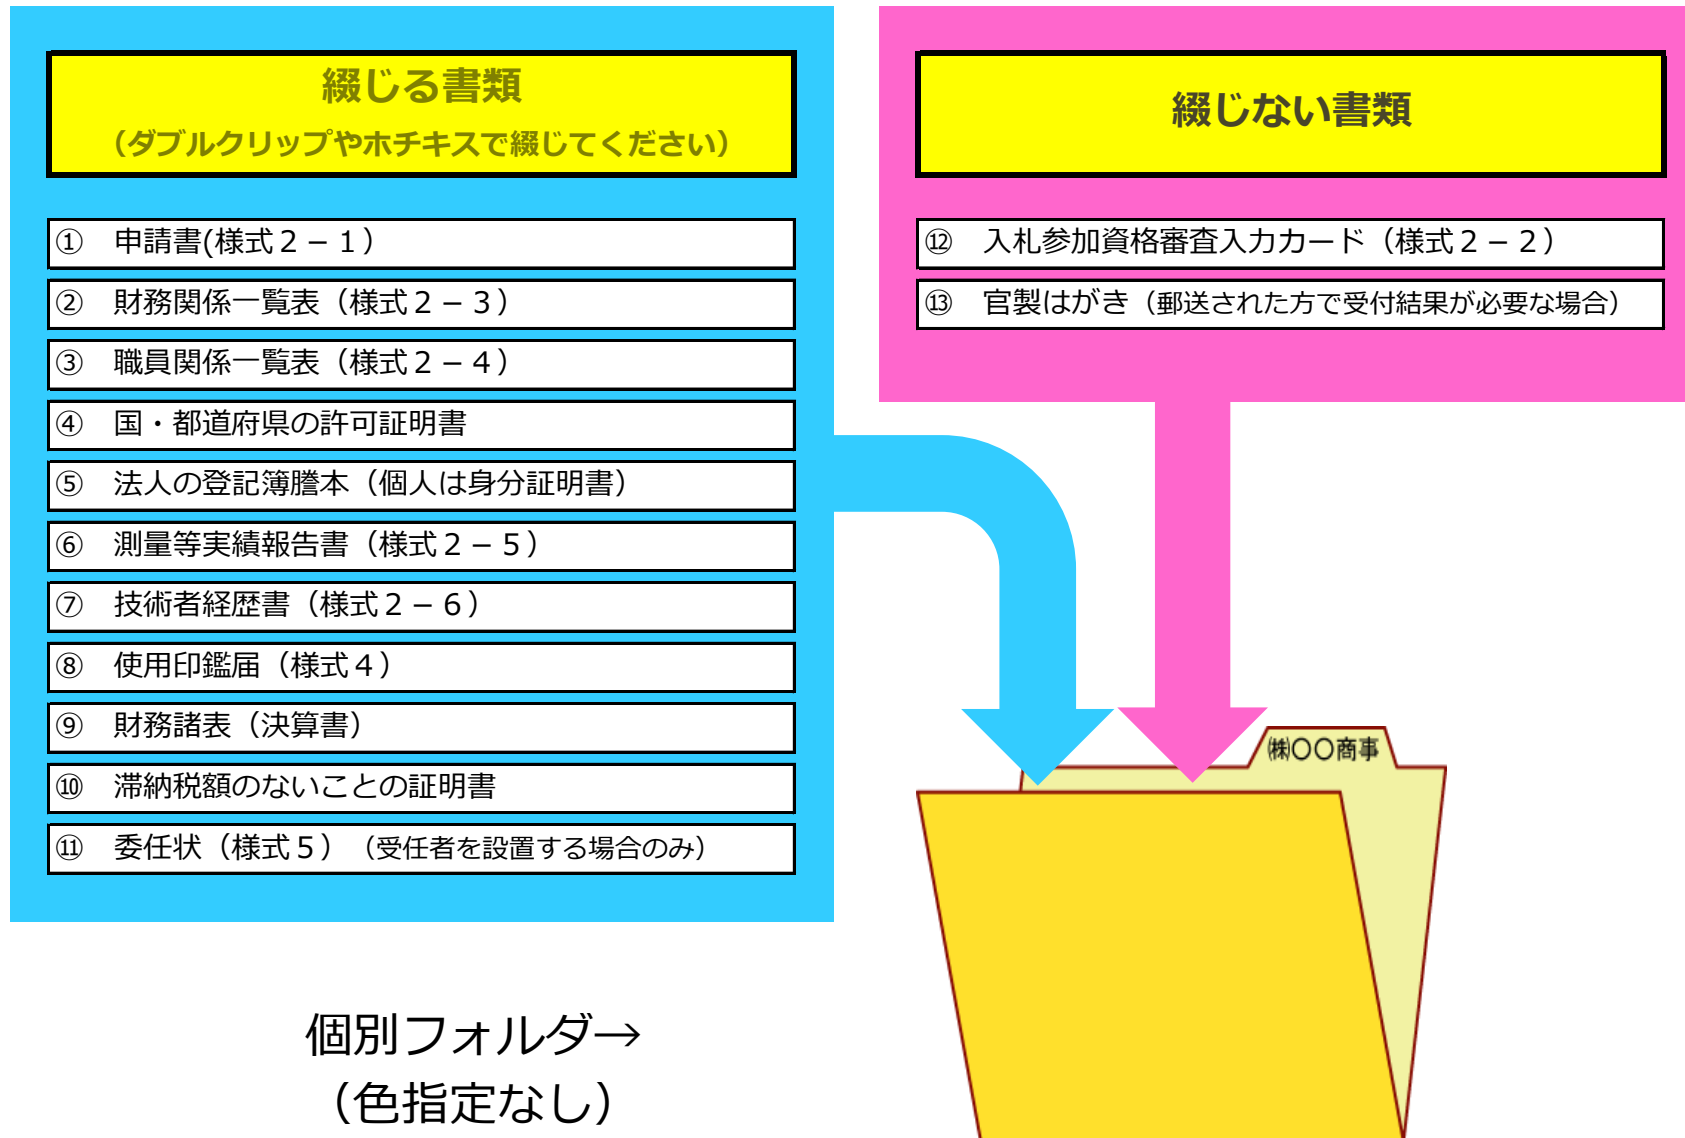 綴じる書類
（ダブルクリップやホチキスで綴じてください）
① 申請書(様式２－１）
② 財務関係一覧表（様式２－３）
③ 職員関係一覧表（様式２－４）
④ 国・都道府県の許可証明書
⑤ 法人の登記簿謄本（個人は身分証明書）
⑥ 測量等実績報告書（様式２－５）
⑦ 技術者経歴書（様式２－６）
⑧ 使用印鑑届（様式４）
⑨ 財務諸表（決算書）
⑩ 滞納税額のないことの証明書
⑪ 委任状（様式５）（受任者を設置する場合のみ）
綴じない書類
⑫ 入札参加資格審査入力カード（様式２－２）
⑬ 官製はがき（郵送された方で受付結果が必要な場合）
㈱〇〇商事
個別フォルダ→
（色指定なし）